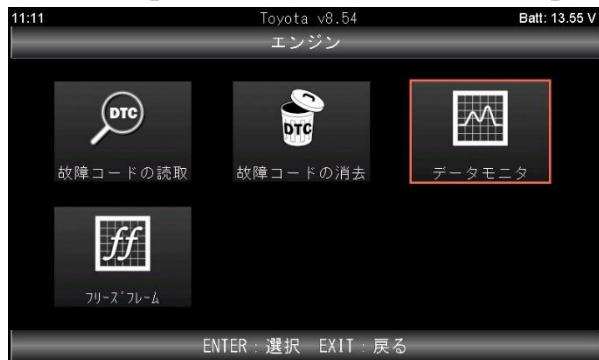 11:11 Toyota v8.54 Batt: 13.55 V
エンジン
DTC
DTC
故障コードの読取
故障コードの消去
データモニタ
ff
フリーズフレーム
ENTER：選択 EXIT：戻る